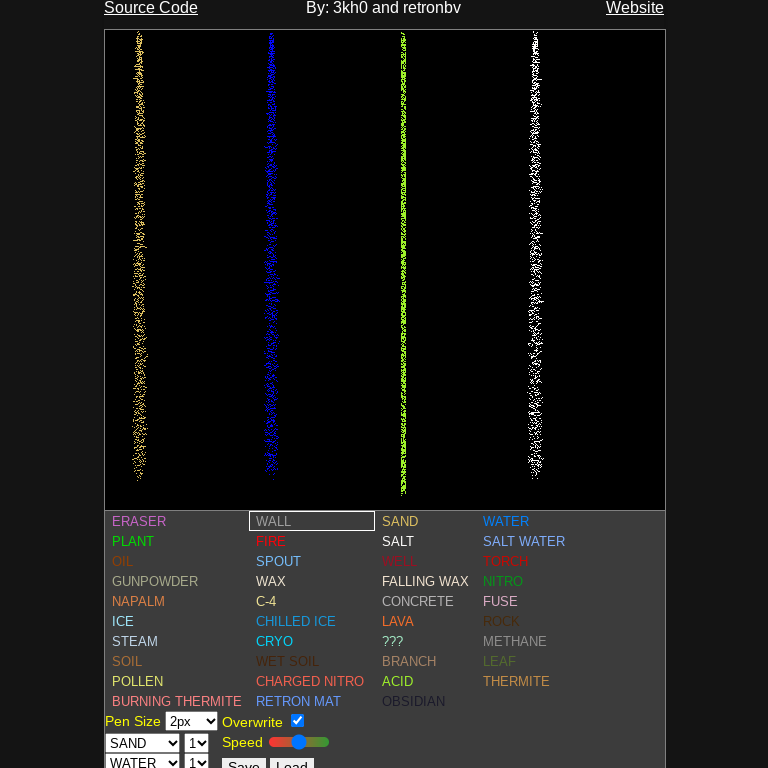 Source Code By: 3kh0 and retronbv Website
ERASER WALL SAND WATER
PLANT FIRE SALT SALT WATER
OIL SPOUT WELL TORCH
GUNPOWDER WAX FALLING WAX NITRO
NAPALM C-4 CONCRETE FUSE
ICE CHILLED ICE LAVA ROCK
STEAM CRYO ??? METHANE
SOIL WET SOIL BRANCH LEAF
POLLEN CHARGED NITRO ACID THERMITE
BURNING THERMITE RETRON MAT OBSIDIAN
Pen Size 2px Overwrite
SAND 1 Speed
WATER 1 Save Load